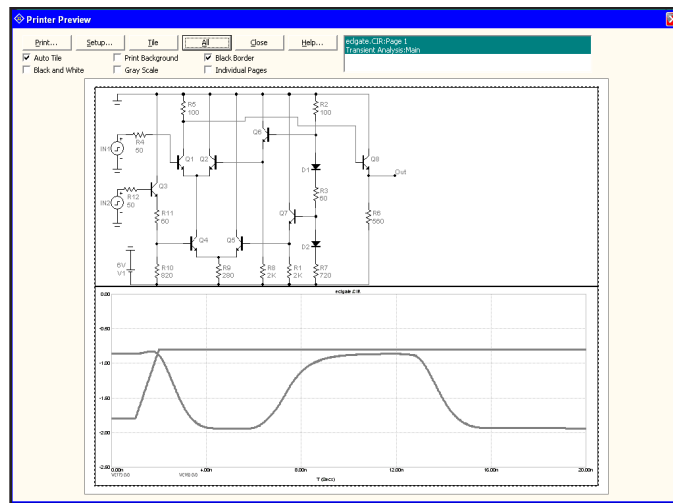 Printer Preview
Print... Setup... Tile All Close Help...
Auto Tile Print Background Black Border
Black and White Gray Scale Individual Pages
edgate.CIR:Page 1
Transient Analysis:Main
R5
100
R2
100
Q6
R4
50
IN1
Q1 Q2
D1
Q8
Out
Q3
IN2
R12
50
R3
60
R11
60
Q7
R6
560
Q4 Q5
D2
6V
V1
R10
820
R9
280
R8
2K
R1
2K
R7
720
edgate.CIR
0.00
-0.50
-1.00
-1.50
-2.00
-2.50
0.00n 4.00n 8.00n 12.00n 16.00n 20.00n
T (Secs)